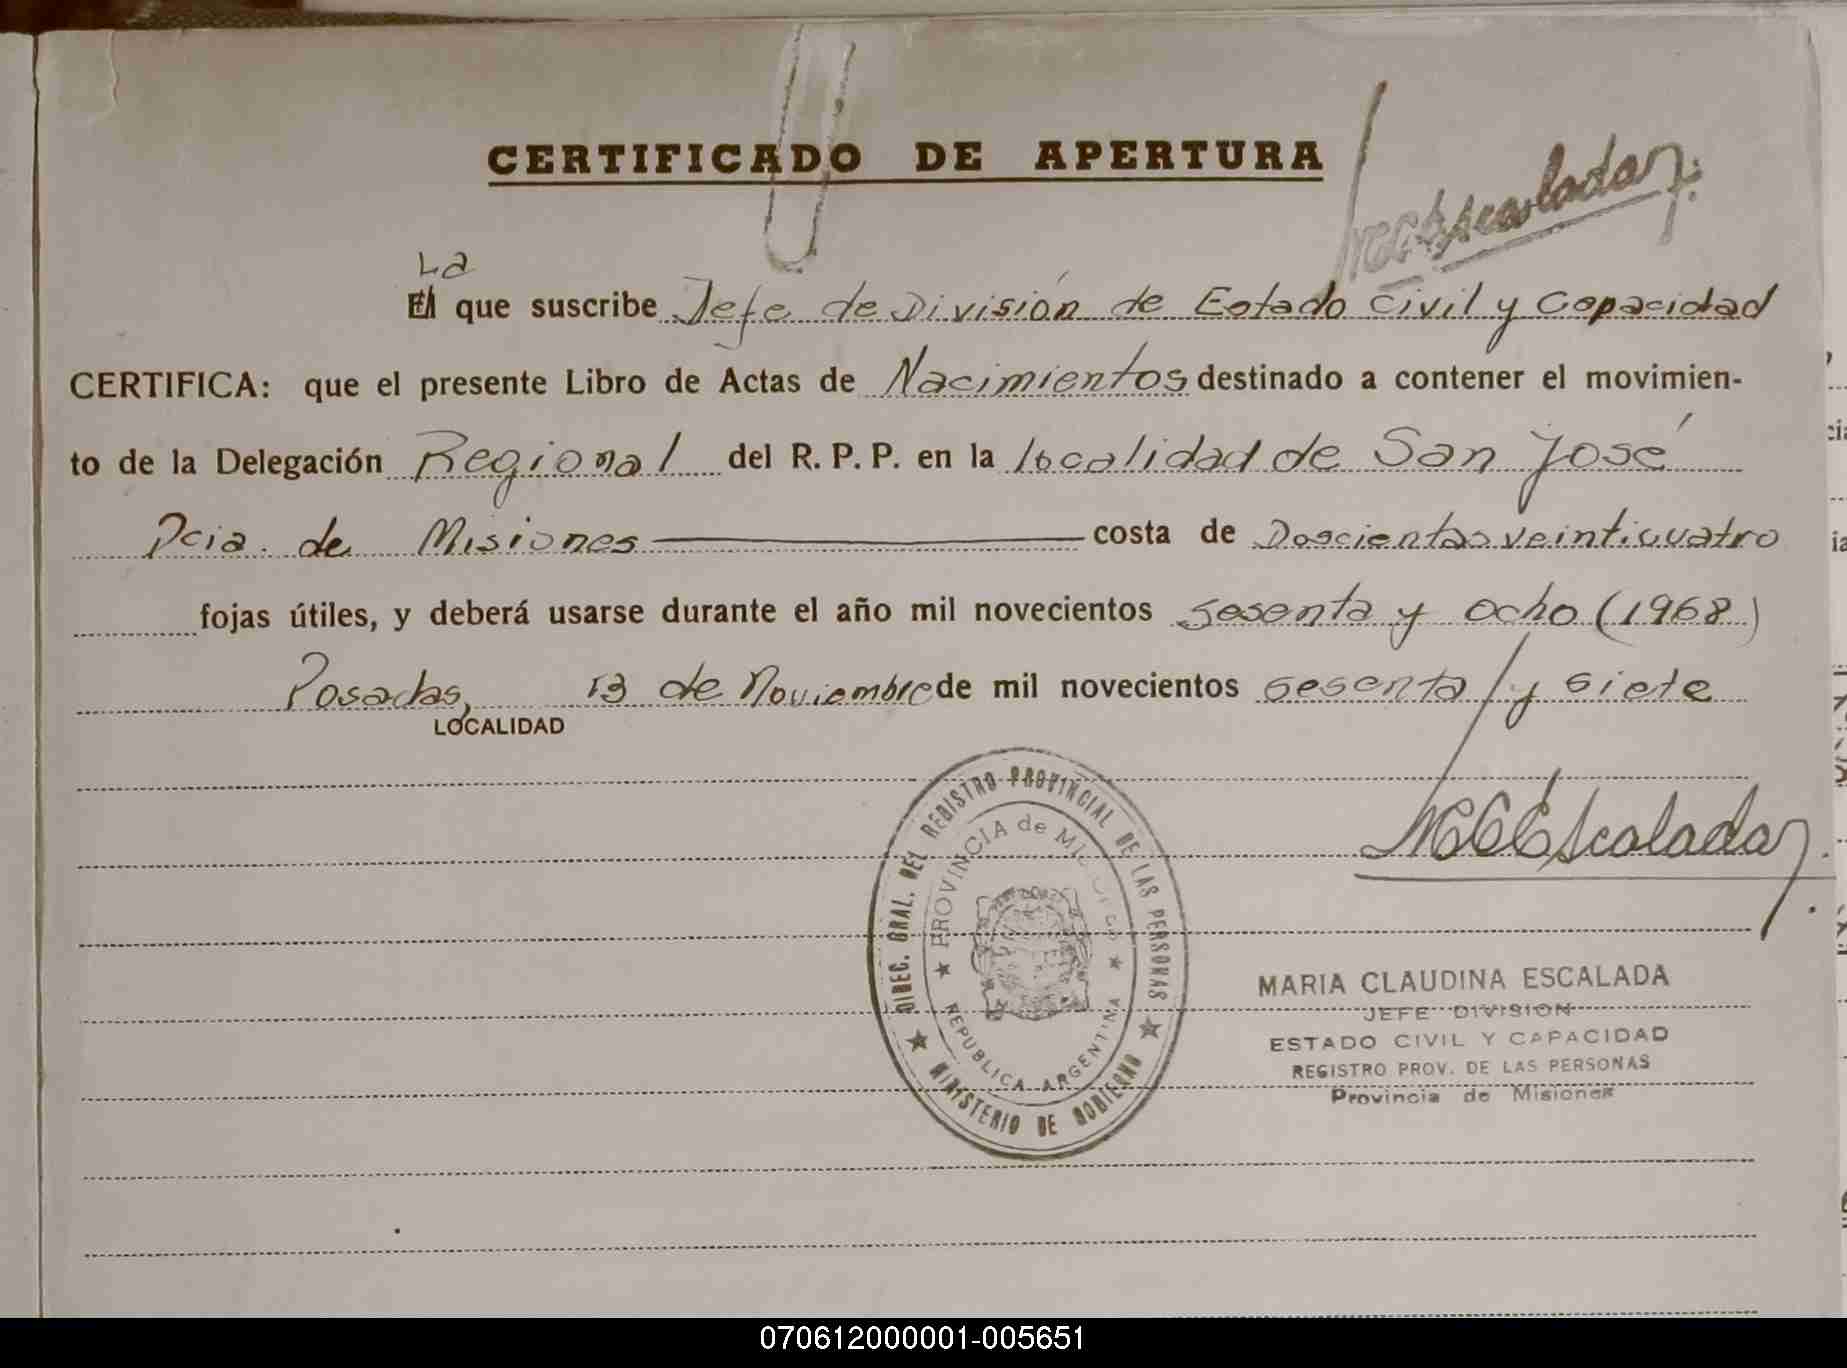 CERTIFICADO DE APERTURA
MCEscalada
La
El que suscribe Jefe de División de Estado Civil y Capacidad
CERTIFICA: que el presente Libro de Actas de Nacimientos destinado a contener el movimien-
to de la Delegación Regional del R. P. P. en la localidad de San José
Pcia. de Misiones costa de Doscientas veinticuatro
fojas útiles, y deberá usarse durante el año mil novecientos sesenta y ocho (1968)
Posadas, 13 de Noviembre de mil novecientos sesenta y siete
LOCALIDAD
DIREC. GRAL. DEL REGISTRO PROVINCIAL DE LAS PERSONAS
PROVINCIA de MISIONES
REPUBLICA ARGENTINA
MINISTERIO DE GOBIERNO
MCEscalada
MARIA CLAUDINA ESCALADA
JEFE DIVISION
ESTADO CIVIL Y CAPACIDAD
REGISTRO PROV. DE LAS PERSONAS
Provincia de Misiones
070612000001-005651